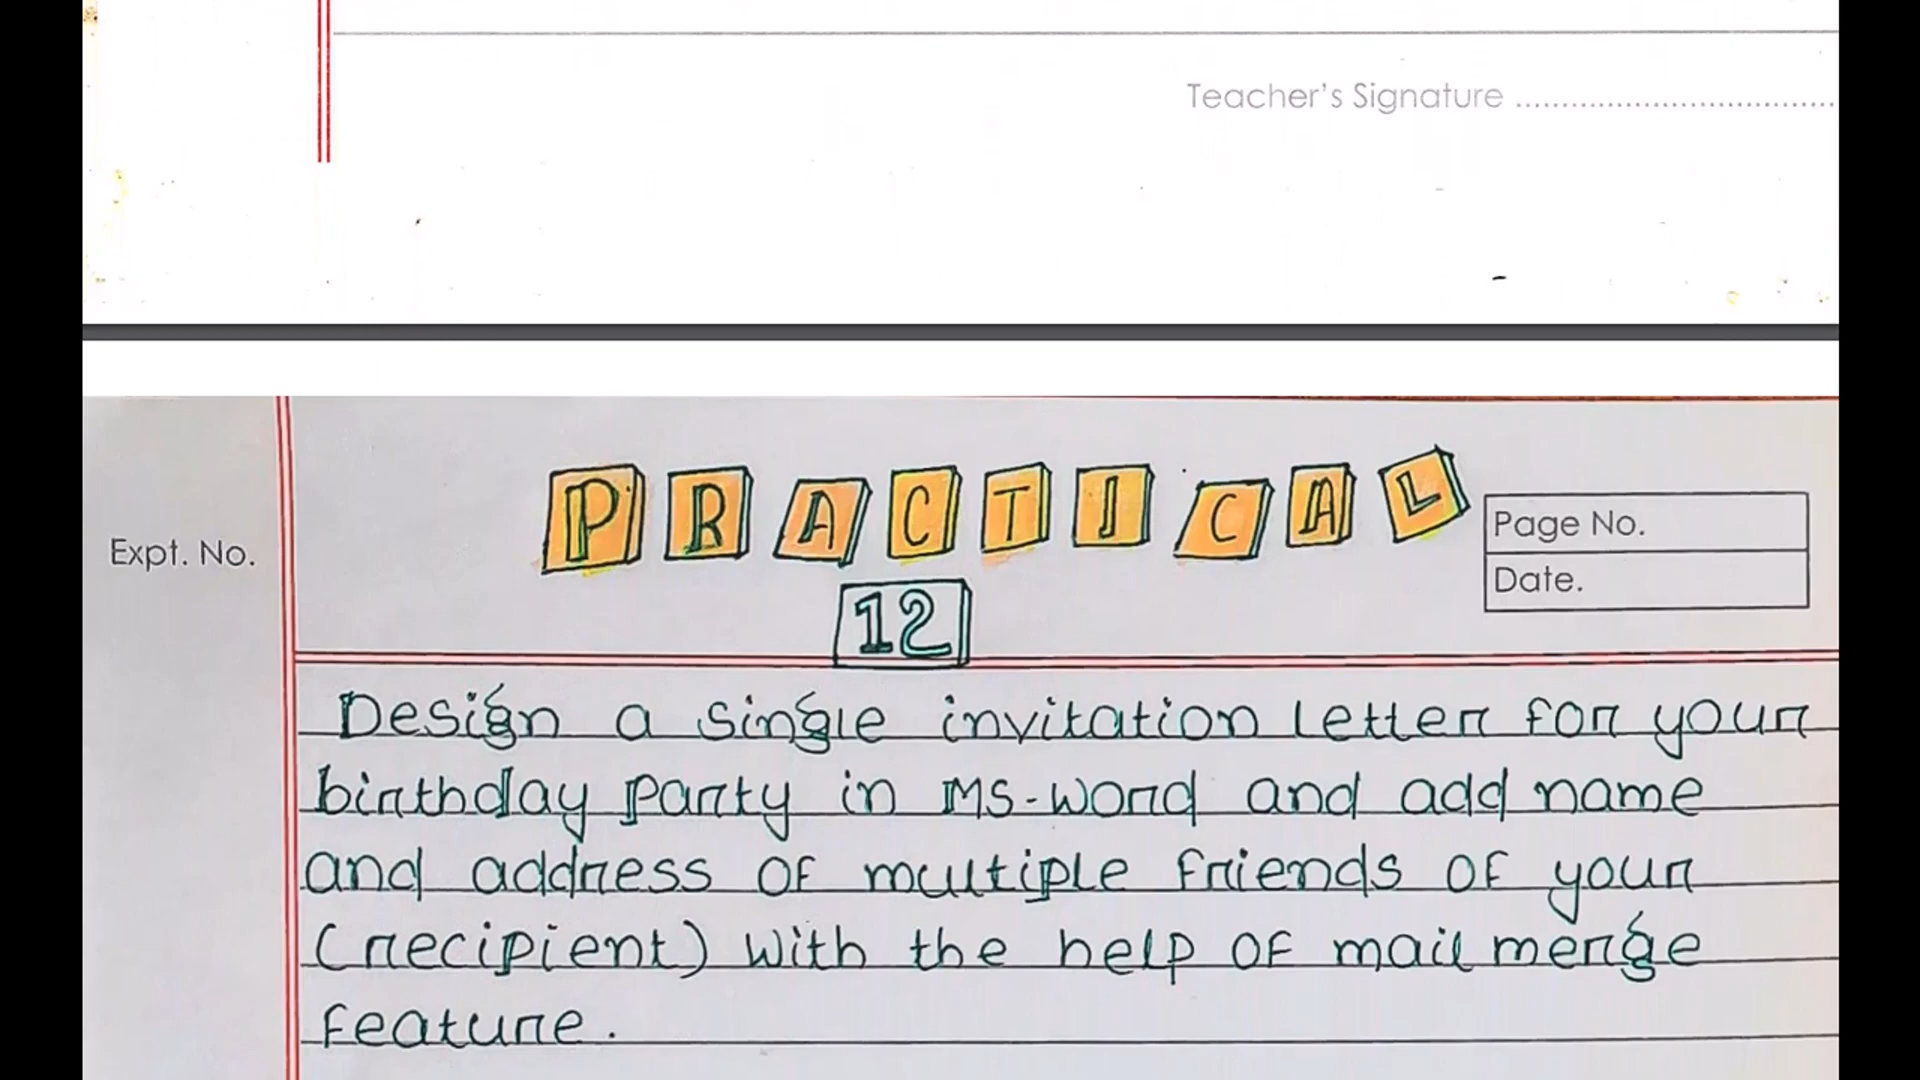 Teacher's Signature ....................................
PRACTICAL
Expt. No.
Page No.
Date.
12
Design a single invitation letter for your
birthday party in MS-Word and add name
and address of multiple friends of your
(recipient) with the help of mail merge
feature.